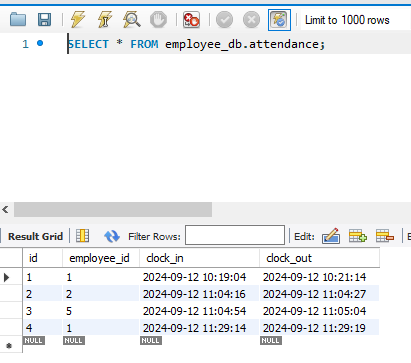 Limit to 1000 rows
1 SELECT * FROM employee_db.attendance;
Result Grid Filter Rows: Edit:
id employee_id clock_in clock_out
1 1 2024-09-12 10:19:04 2024-09-12 10:21:14
2 2 2024-09-12 11:04:16 2024-09-12 11:04:27
3 5 2024-09-12 11:04:54 2024-09-12 11:05:04
4 1 2024-09-12 11:29:14 2024-09-12 11:29:19
NULL NULL NULL NULL